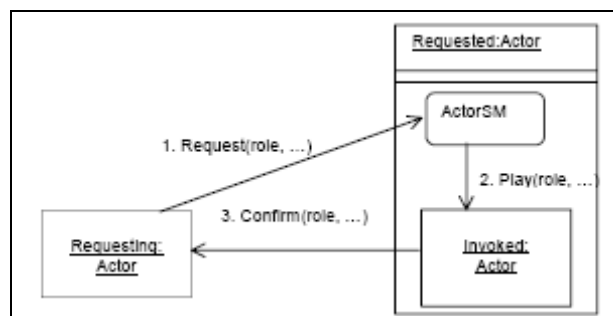 Requested:Actor
ActorSM
1. Request(role, ...)
2. Play(role, ...)
3. Confirm(role, ...)
Requesting:
Actor
Invoked:
Actor